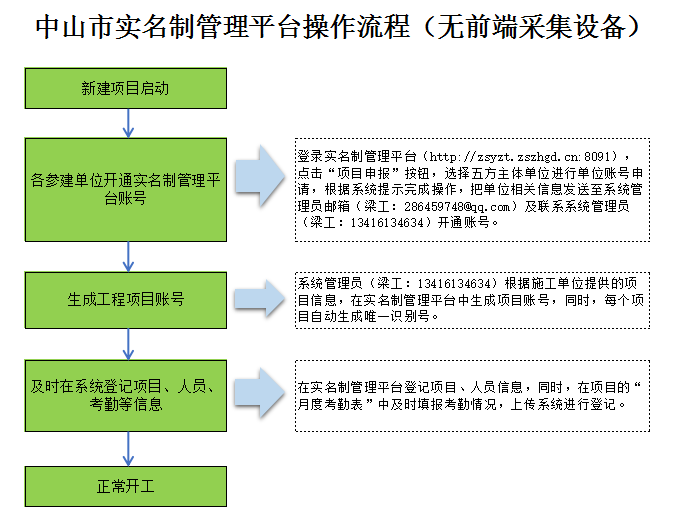 中山市实名制管理平台操作流程（无前端采集设备）
新建项目启动
各参建单位开通实名制管理平
台账号
登录实名制管理平台（http://zsyzt.zszhgd.cn:8091），
点击“项目申报”按钮，选择五方主体单位进行单位账号申
请，根据系统提示完成操作，把单位相关信息发送至系统管
理员邮箱（梁工：286459748@qq.com）及联系系统管理员
（梁工：13416134634）开通账号。
生成工程项目账号
系统管理员（梁工：13416134634）根据施工单位提供的项
目信息，在实名制管理平台中生成项目账号，同时，每个项
目自动生成唯一识别号。
及时在系统登记项目、人员、
考勤等信息
在实名制管理平台登记项目、人员信息，同时，在项目的“
月度考勤表”中及时填报考勤情况，上传系统进行登记。
正常开工